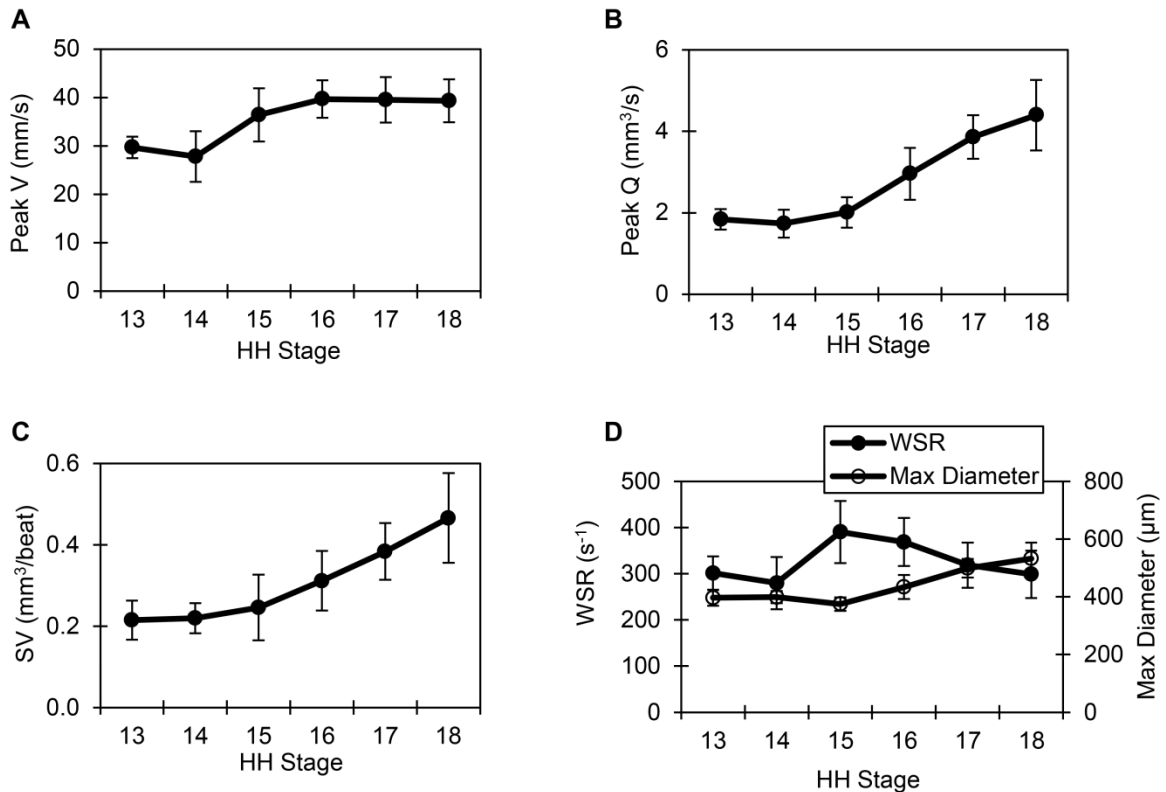 A
50
40
30
20
10
0
Peak V (mm/s)
13 14 15 16 17 18
HH Stage
B
6
4
2
0
Peak Q (mm³/s)
13 14 15 16 17 18
HH Stage
C
0.6
0.4
0.2
0.0
SV (mm³/beat)
13 14 15 16 17 18
HH Stage
D
WSR
Max Diameter
500
400
300
200
100
0
WSR (s⁻¹)
800
600
400
200
0
Max Diameter (µm)
13 14 15 16 17 18
HH Stage